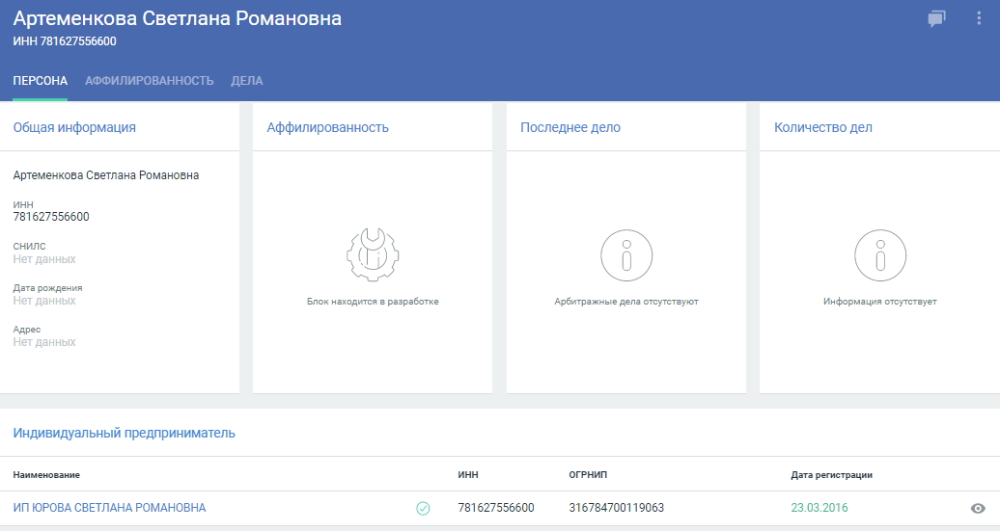 Артеменкова Светлана Романовна
ИНН 781627556600
ПЕРСОНА АФФИЛИРОВАННОСТЬ ДЕЛА
Общая информация
Артеменкова Светлана Романовна
ИНН
781627556600
СНИЛС
Нет данных
Дата рождения
Нет данных
Адрес
Нет данных
Аффилированность
Блок находится в разработке
Последнее дело
Арбитражные дела отсутствуют
Количество дел
Информация отсутствует
Индивидуальный предприниматель
Наименование ИНН ОГРНИП Дата регистрации
ИП ЮРОВА СВЕТЛАНА РОМАНОВНА 781627556600 316784700119063 23.03.2016